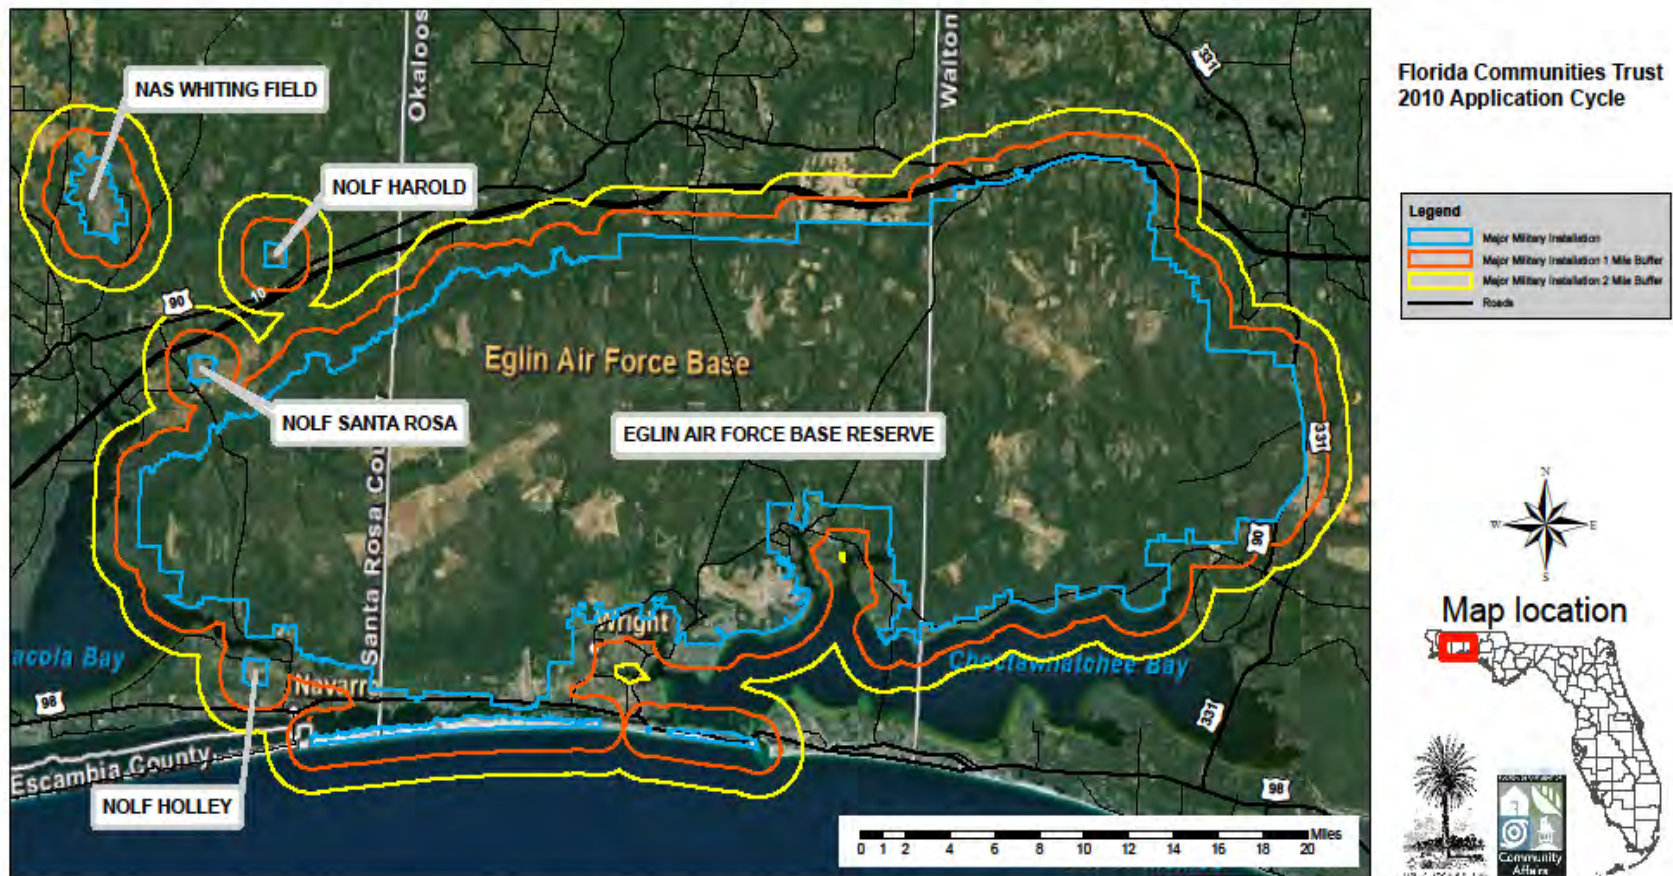 Okaloos
Walton
331
Florida Communities Trust
2010 Application Cycle
NAS WHITING FIELD
NOLF HAROLD
Legend
Major Military Installation
Major Military Installation 1 Mile Buffer
Major Military Installation 2 Mile Buffer
Roads
90
10
Eglin Air Force Base
NOLF SANTA ROSA
EGLIN AIR FORCE BASE RESERVE
331
Santa Rosa Cou
N
W
E
S
90
Wright
Map location
acola Bay
Choctawhatchee Bay
Navarr
98
331
Escambia County
98
NOLF HOLLEY
Miles
0 1 2 4 6 8 10 12 14 16 18 20
Community
Affairs